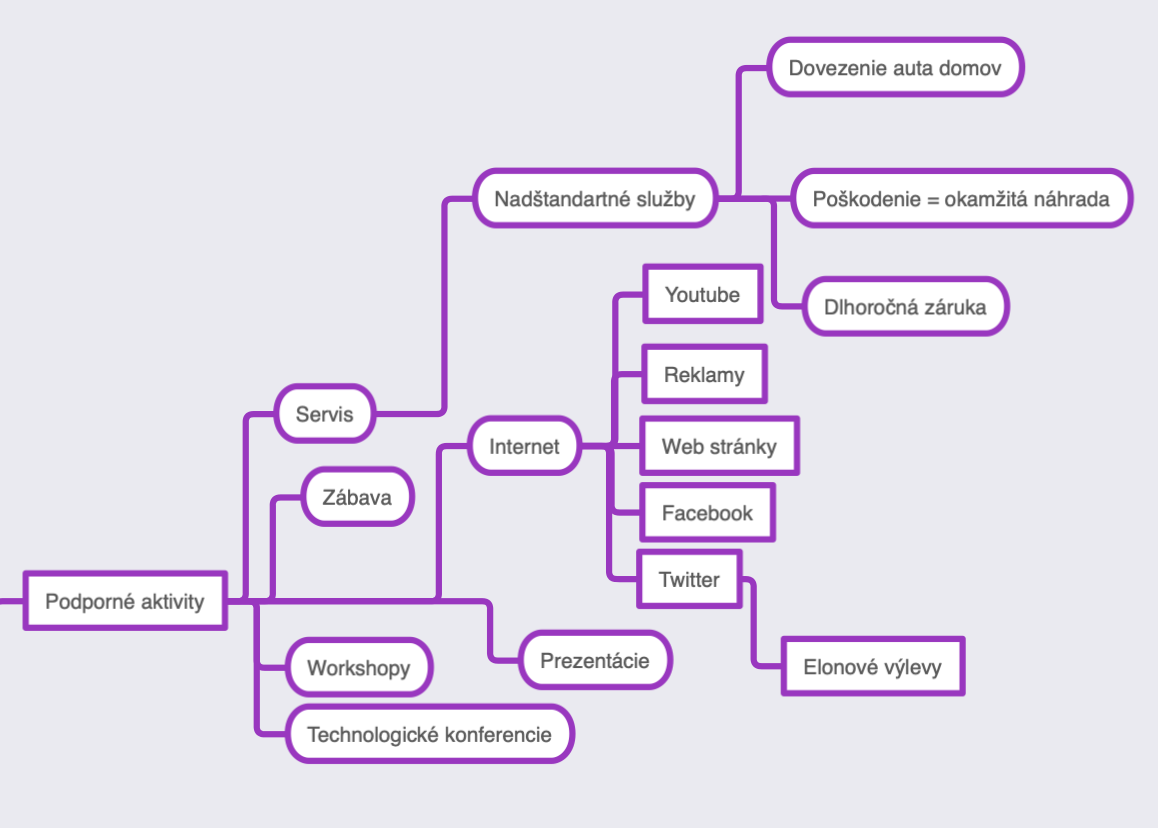 Dovezenie auta domov
Nadštandartné služby
Poškodenie = okamžitá náhrada
Youtube
Dlhoročná záruka
Reklamy
Servis
Internet
Web stránky
Zábava
Facebook
Twitter
Podporné aktivity
Prezentácie
Workshopy
Elonové výlevy
Technologické konferencie